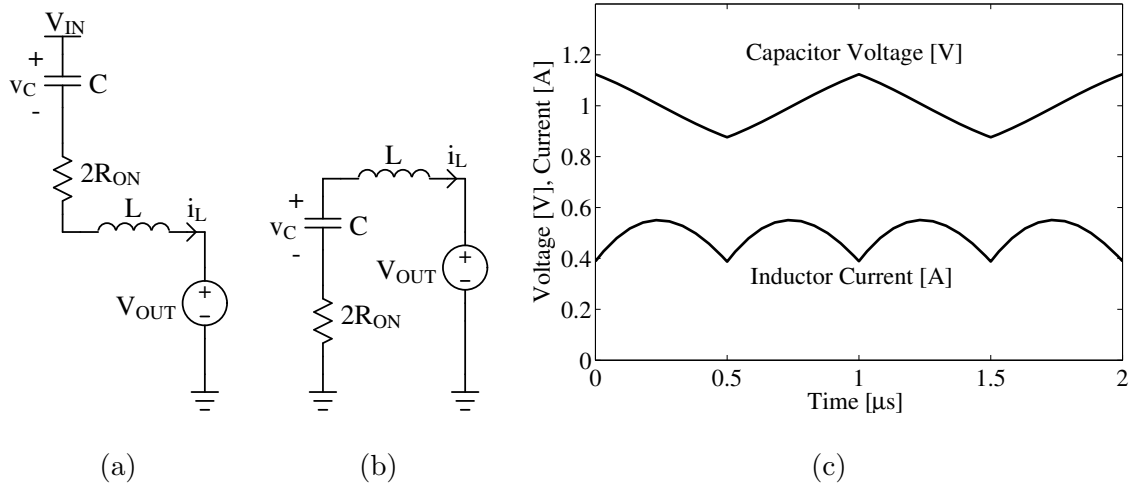 V_IN
+
v_C
C
-
2R_ON
L
i_L
V_OUT
+
−
(a)
L
i_L
+
v_C
C
-
V_OUT
+
−
2R_ON
(b)
Voltage [V], Current [A]
1.2
1
0.8
0.6
0.4
0.2
0
Capacitor Voltage [V]
Inductor Current [A]
0 0.5 1 1.5 2
Time [μs]
(c)